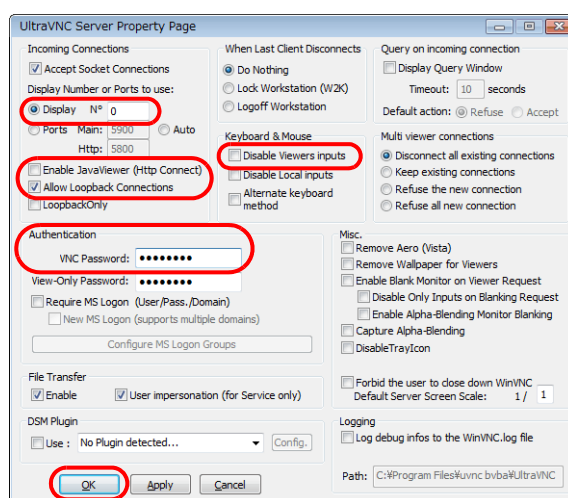 UltraVNC Server Property Page
Incoming Connections
Accept Socket Connections
Display Number or Ports to use:
Display N° 0
Ports Main: 5900 Auto
Http: 5800
Enable JavaViewer (Http Connect)
Allow Loopback Connections
LoopbackOnly
When Last Client Disconnects
Do Nothing
Lock Workstation (W2K)
Logoff Workstation
Query on incoming connection
Display Query Window
Timeout: 10 seconds
Default action: Refuse Accept
Keyboard & Mouse
Disable Viewers inputs
Disable Local inputs
Alternate keyboard
method
Multi viewer connections
Disconnect all existing connections
Keep existing connections
Refuse the new connection
Refuse all new connection
Authentication
VNC Password: ●●●●●●●●
View-Only Password: ●●●●●●●●
Require MS Logon (User/Pass./Domain)
New MS Logon (supports multiple domains)
Configure MS Logon Groups
Misc.
Remove Aero (Vista)
Remove Wallpaper for Viewers
Enable Blank Monitor on Viewer Request
Disable Only Inputs on Blanking Request
Enable Alpha-Blending Monitor Blanking
Capture Alpha-Blending
DisableTrayIcon
Forbid the user to close down WinVNC
Default Server Screen Scale: 1 / 1
File Transfer
Enable User impersonation (for Service only)
DSM Plugin
Use : No Plugin detected... Config.
Logging
Log debug infos to the WinVNC.log file
Path: C:¥Program Files¥uvnc bvba¥UltraVNC
OK Apply Cancel